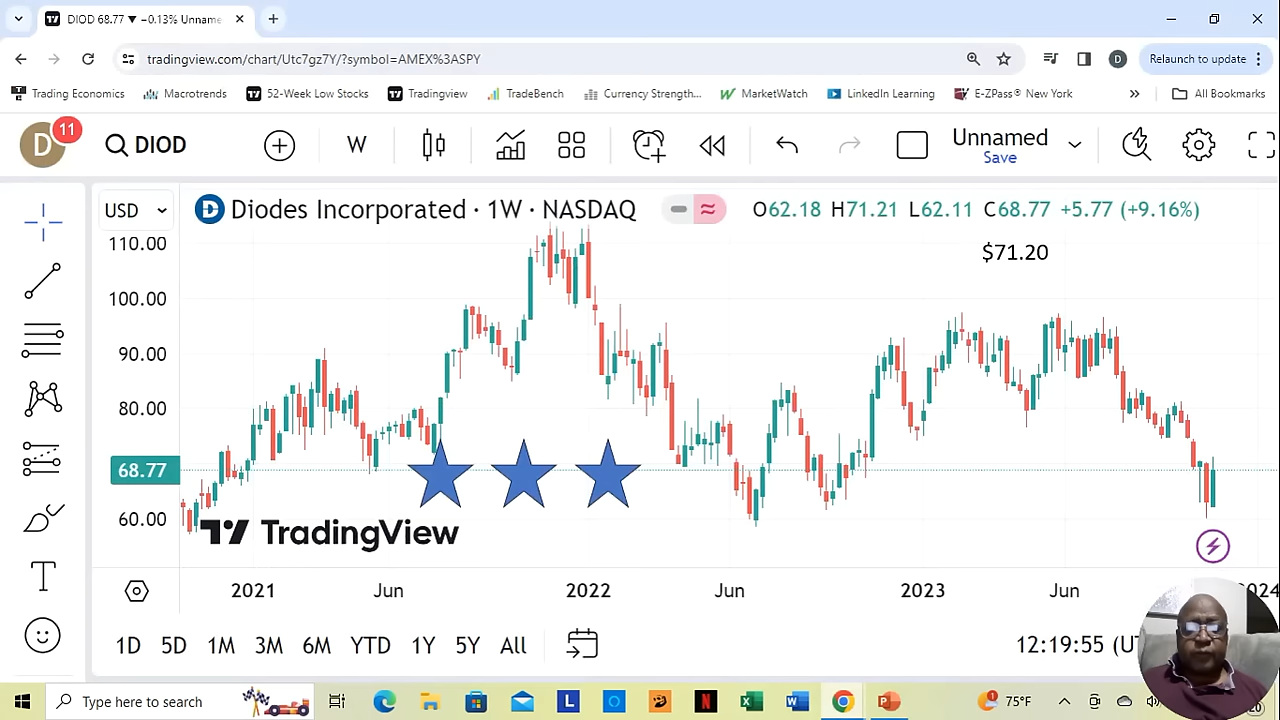 DIOD 68.77 ▼ −0.13% Unname
tradingview.com/chart/Utc7gz7Y/?symbol=AMEX%3ASPY
D
Relaunch to update
Trading Economics
Macrotrends
52-Week Low Stocks
Tradingview
TradeBench
Currency Strength...
MarketWatch
LinkedIn Learning
E-ZPass® New York
All Bookmarks
D
11
DIOD
W
Unnamed
Save
USD
D
Diodes Incorporated · 1W · NASDAQ
O62.18 H71.21 L62.11 C68.77 +5.77 (+9.16%)
$71.20
110.00
100.00
90.00
80.00
68.77
60.00
TradingView
T
2021 Jun 2022 Jun 2023 Jun
1D 5D 1M 3M 6M YTD 1Y 5Y All
12:19:55 (U
Type here to search
L
N
75°F